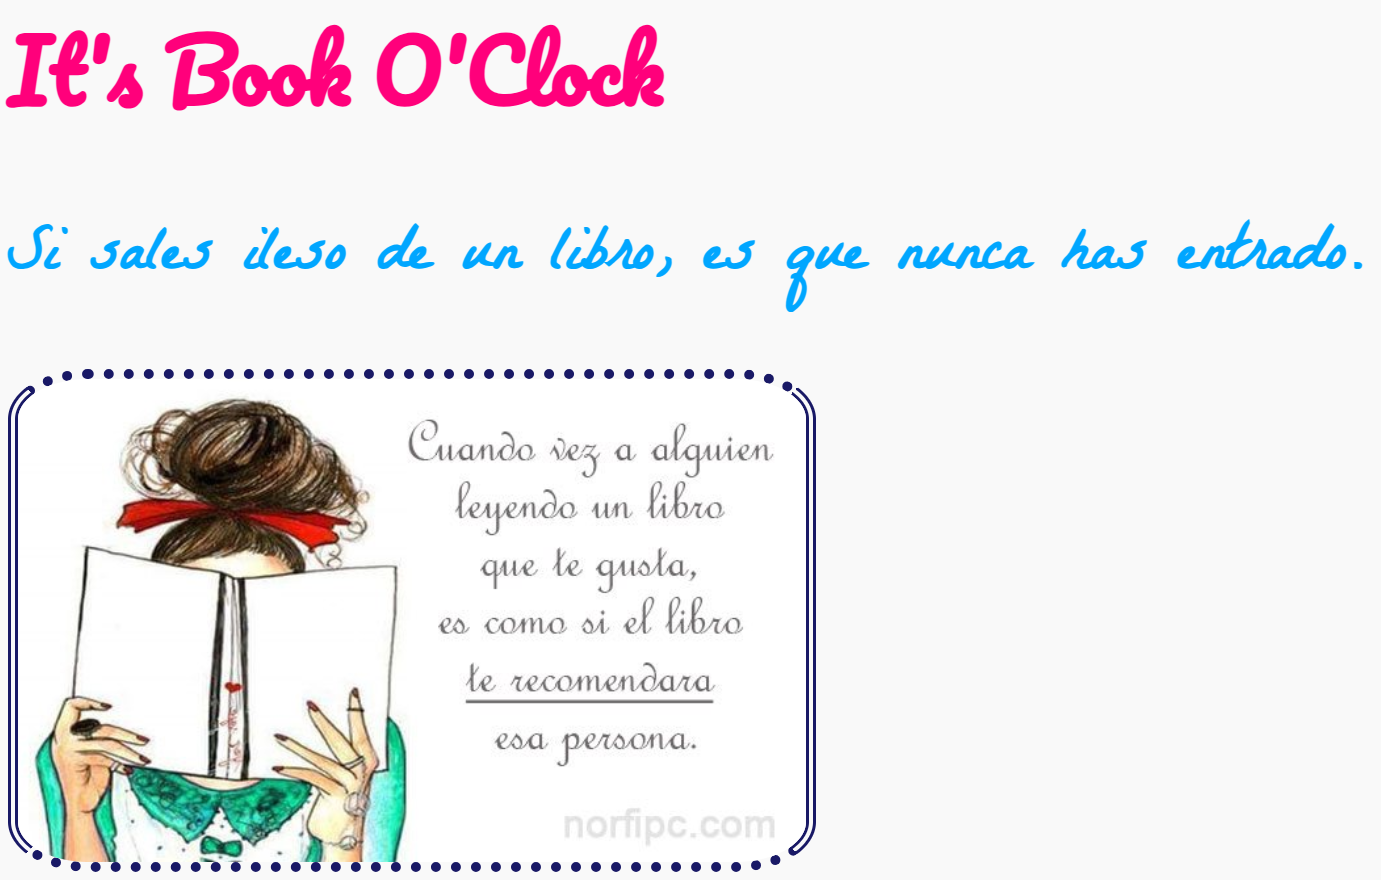 It's Book O'Clock
Si sales ileso de un libro, es que nunca has entrado.
Cuando vez a alguien
leyendo un libro
que te gusta,
es como si el libro
te recomendara
esa persona.
norfipc.com